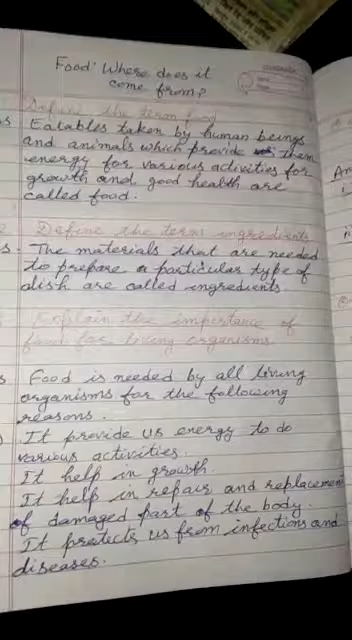 Food: Where does it
come from?
Define the term food
Eatables taken by human beings
and animals which provide them
energy for various activities for
growth and good health are
called food.
Define the term ingredients
s. The materials that are needed
to prepare a particular type of
dish are called ingredients.
Explain the importance of
food for living organisms.
s Food is needed by all living
organisms for the following
reasons.
) It provide us energy to do
various activities.
It help in growth.
It help in repair and replacement
of damaged part of the body.
It protects us from infections and
diseases.
An
i
ii